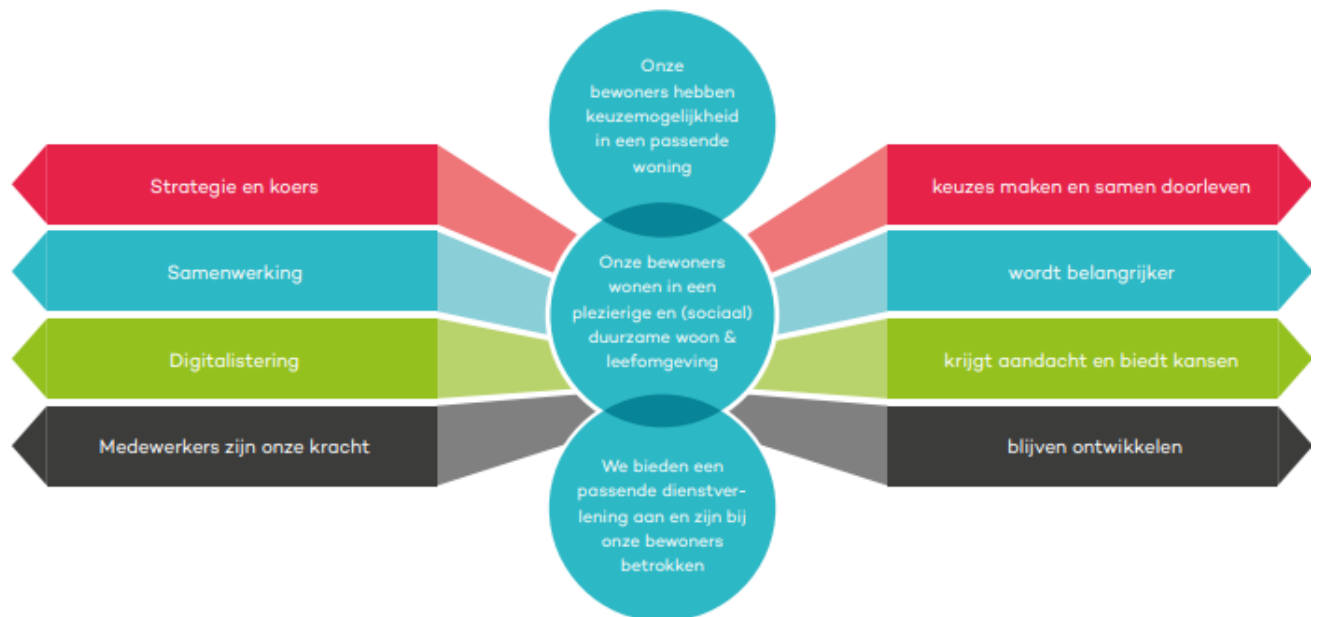 Onze
bewoners hebben
keuzemogelijkheid
in een passende
woning
Strategie en koers
keuzes maken en samen doorleven
Samenwerking
wordt belangrijker
Onze bewoners
wonen in een
plezierige en (sociaal)
duurzame woon &
leefomgeving
Digitalistering
krijgt aandacht en biedt kansen
Medewerkers zijn onze kracht
blijven ontwikkelen
We bieden een
passende dienstver-
lening aan en zijn bij
onze bewoners
betrokken